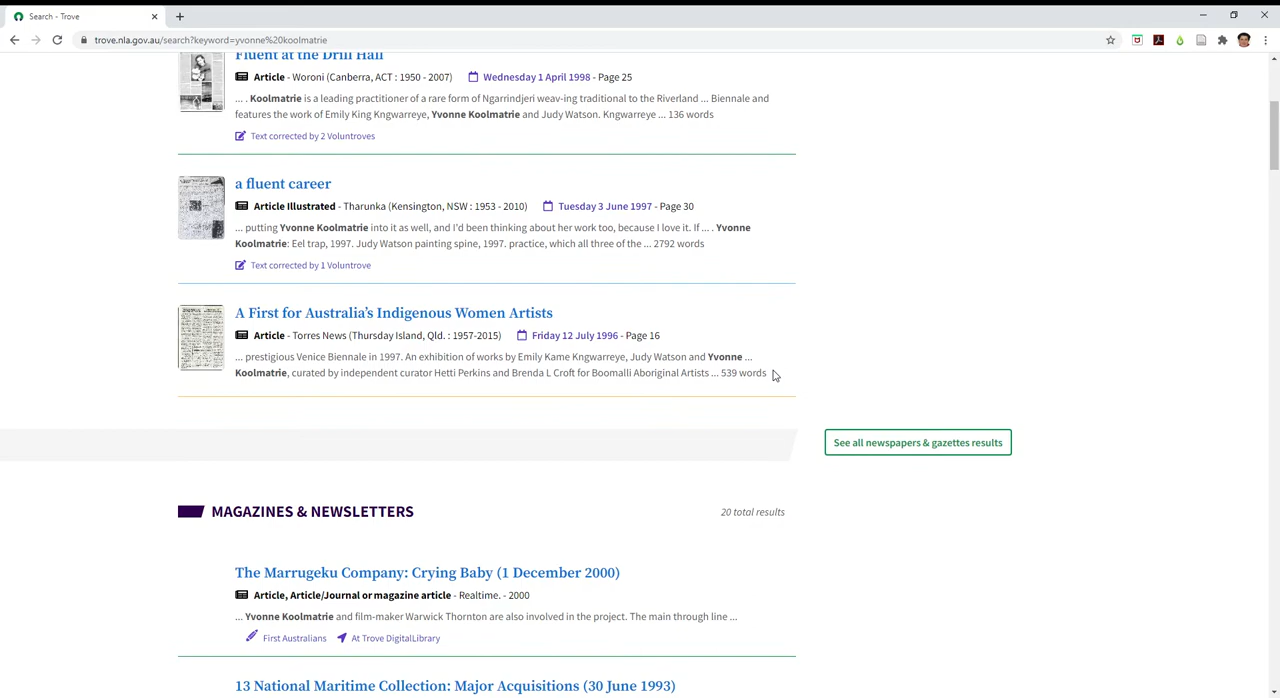 Search - Trove
trove.nla.gov.au/search?keyword=yvonne%20koolmatrie
Fluent at the Drill Hall
Article - Woroni (Canberra, ACT : 1950 - 2007) Wednesday 1 April 1998 - Page 25
... . Koolmatrie is a leading practitioner of a rare form of Ngarrindjeri weav-ing traditional to the Riverland ... Biennale and
features the work of Emily King Kngwarreye, Yvonne Koolmatrie and Judy Watson. Kngwarreye ... 136 words
Text corrected by 2 Voluntroves
a fluent career
Article Illustrated - Tharunka (Kensington, NSW : 1953 - 2010) Tuesday 3 June 1997 - Page 30
... putting Yvonne Koolmatrie into it as well, and I'd been thinking about her work too, because I love it. If ... . Yvonne
Koolmatrie: Eel trap, 1997. Judy Watson painting spine, 1997. practice, which all three of the ... 2792 words
Text corrected by 1 Voluntrove
A First for Australia's Indigenous Women Artists
Article - Torres News (Thursday Island, Qld. : 1957-2015) Friday 12 July 1996 - Page 16
... prestigious Venice Biennale in 1997. An exhibition of works by Emily Kame Kngwarreye, Judy Watson and Yvonne ...
Koolmatrie, curated by independent curator Hetti Perkins and Brenda L Croft for Boomalli Aboriginal Artists ... 539 words
See all newspapers & gazettes results
MAGAZINES & NEWSLETTERS 20 total results
The Marrugeku Company: Crying Baby (1 December 2000)
Article, Article/Journal or magazine article - Realtime. - 2000
... Yvonne Koolmatrie and film-maker Warwick Thornton are also involved in the project. The main through line ...
First Australians At Trove DigitalLibrary
13 National Maritime Collection: Major Acquisitions (30 June 1993)